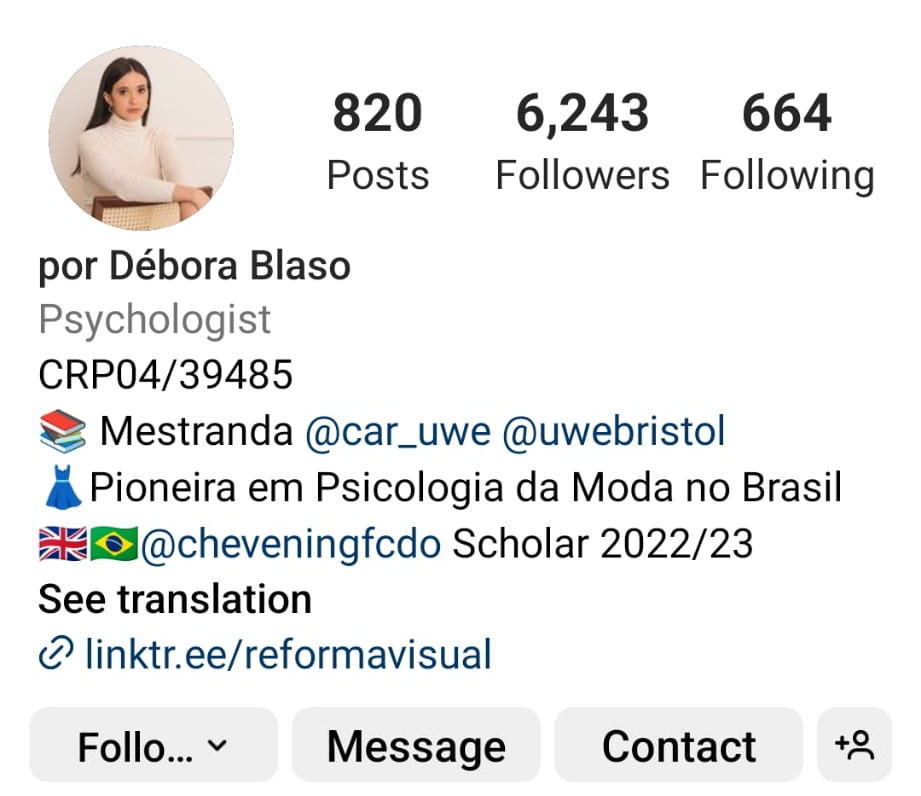 820 6,243 664
Posts Followers Following
por Débora Blaso
Psychologist
CRP04/39485
📚 Mestranda @car_uwe @uwebristol
👗Pioneira em Psicologia da Moda no Brasil
🇬🇧🇧🇷@cheveningfcdo Scholar 2022/23
See translation
linktr.ee/reformavisual
Follo... Message Contact